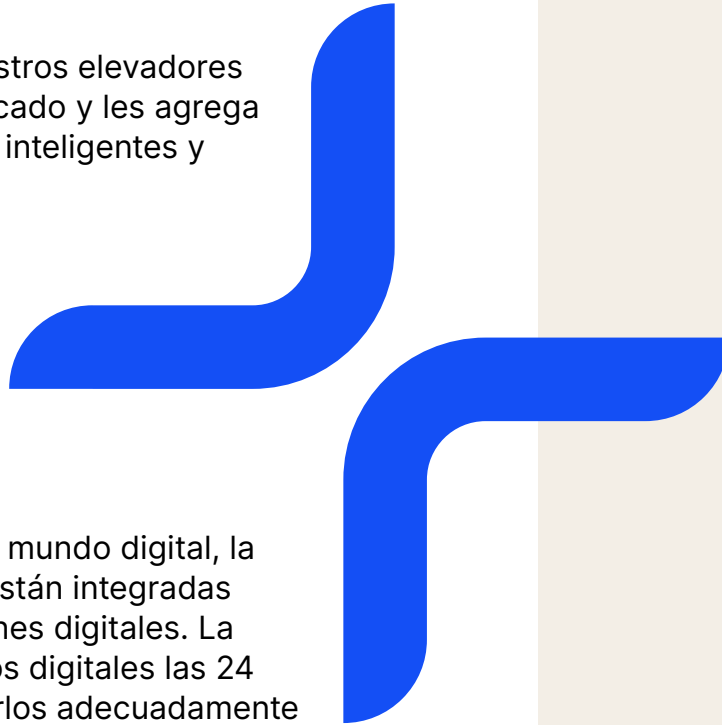 stros elevadores
cado y les agrega
inteligentes y
mundo digital, la
stán integradas
nes digitales. La
s digitales las 24
rlos adecuadamente